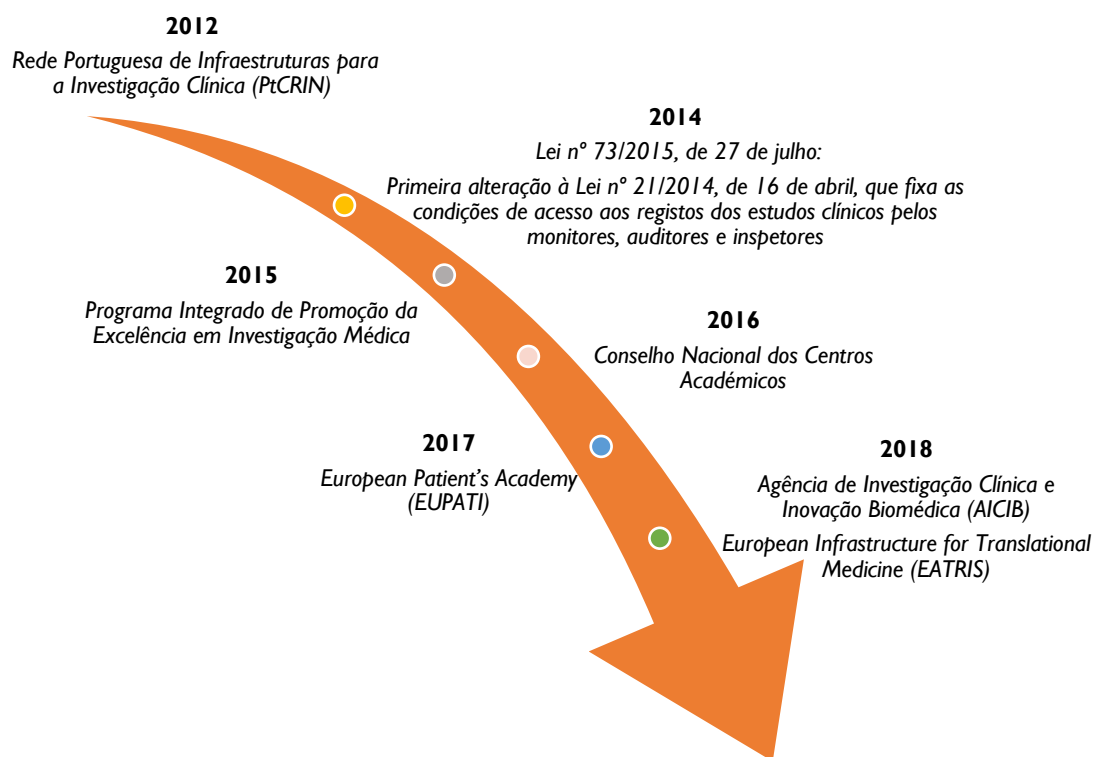 2012
Rede Portuguesa de Infraestruturas para
a Investigação Clínica (PtCRIN)
2014
Lei nº 73/2015, de 27 de julho:
Primeira alteração à Lei nº 21/2014, de 16 de abril, que fixa as
condições de acesso aos registos dos estudos clínicos pelos
monitores, auditores e inspetores
2015
Programa Integrado de Promoção da
Excelência em Investigação Médica
2016
Conselho Nacional dos Centros
Académicos
2017
European Patient's Academy
(EUPATI)
2018
Agência de Investigação Clínica e
Inovação Biomédica (AICIB)
European Infrastructure for Translational
Medicine (EATRIS)